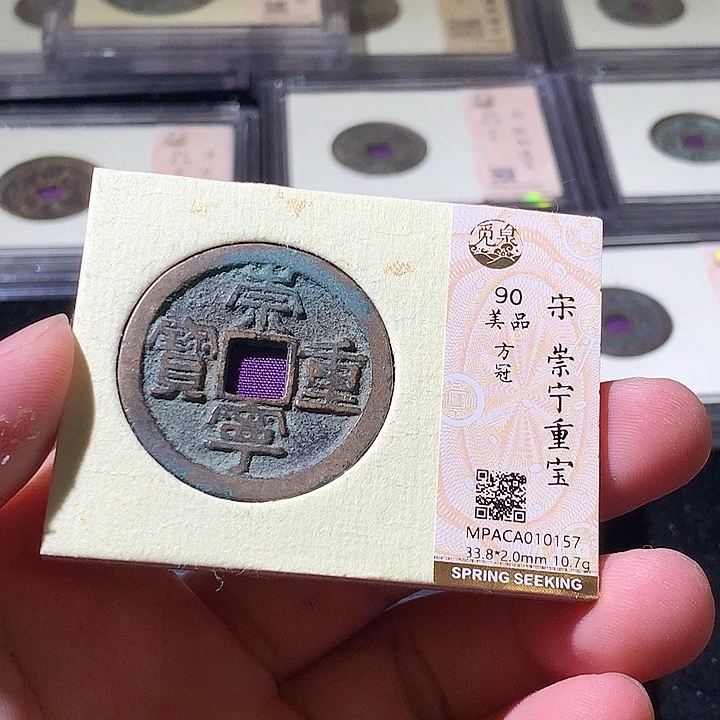 崇
寧
重
寶
觅泉
90
美品
方冠
宋 崇宁重宝
MPACA010157
33.8*2.0mm 10.7g
SPRING SEEKING